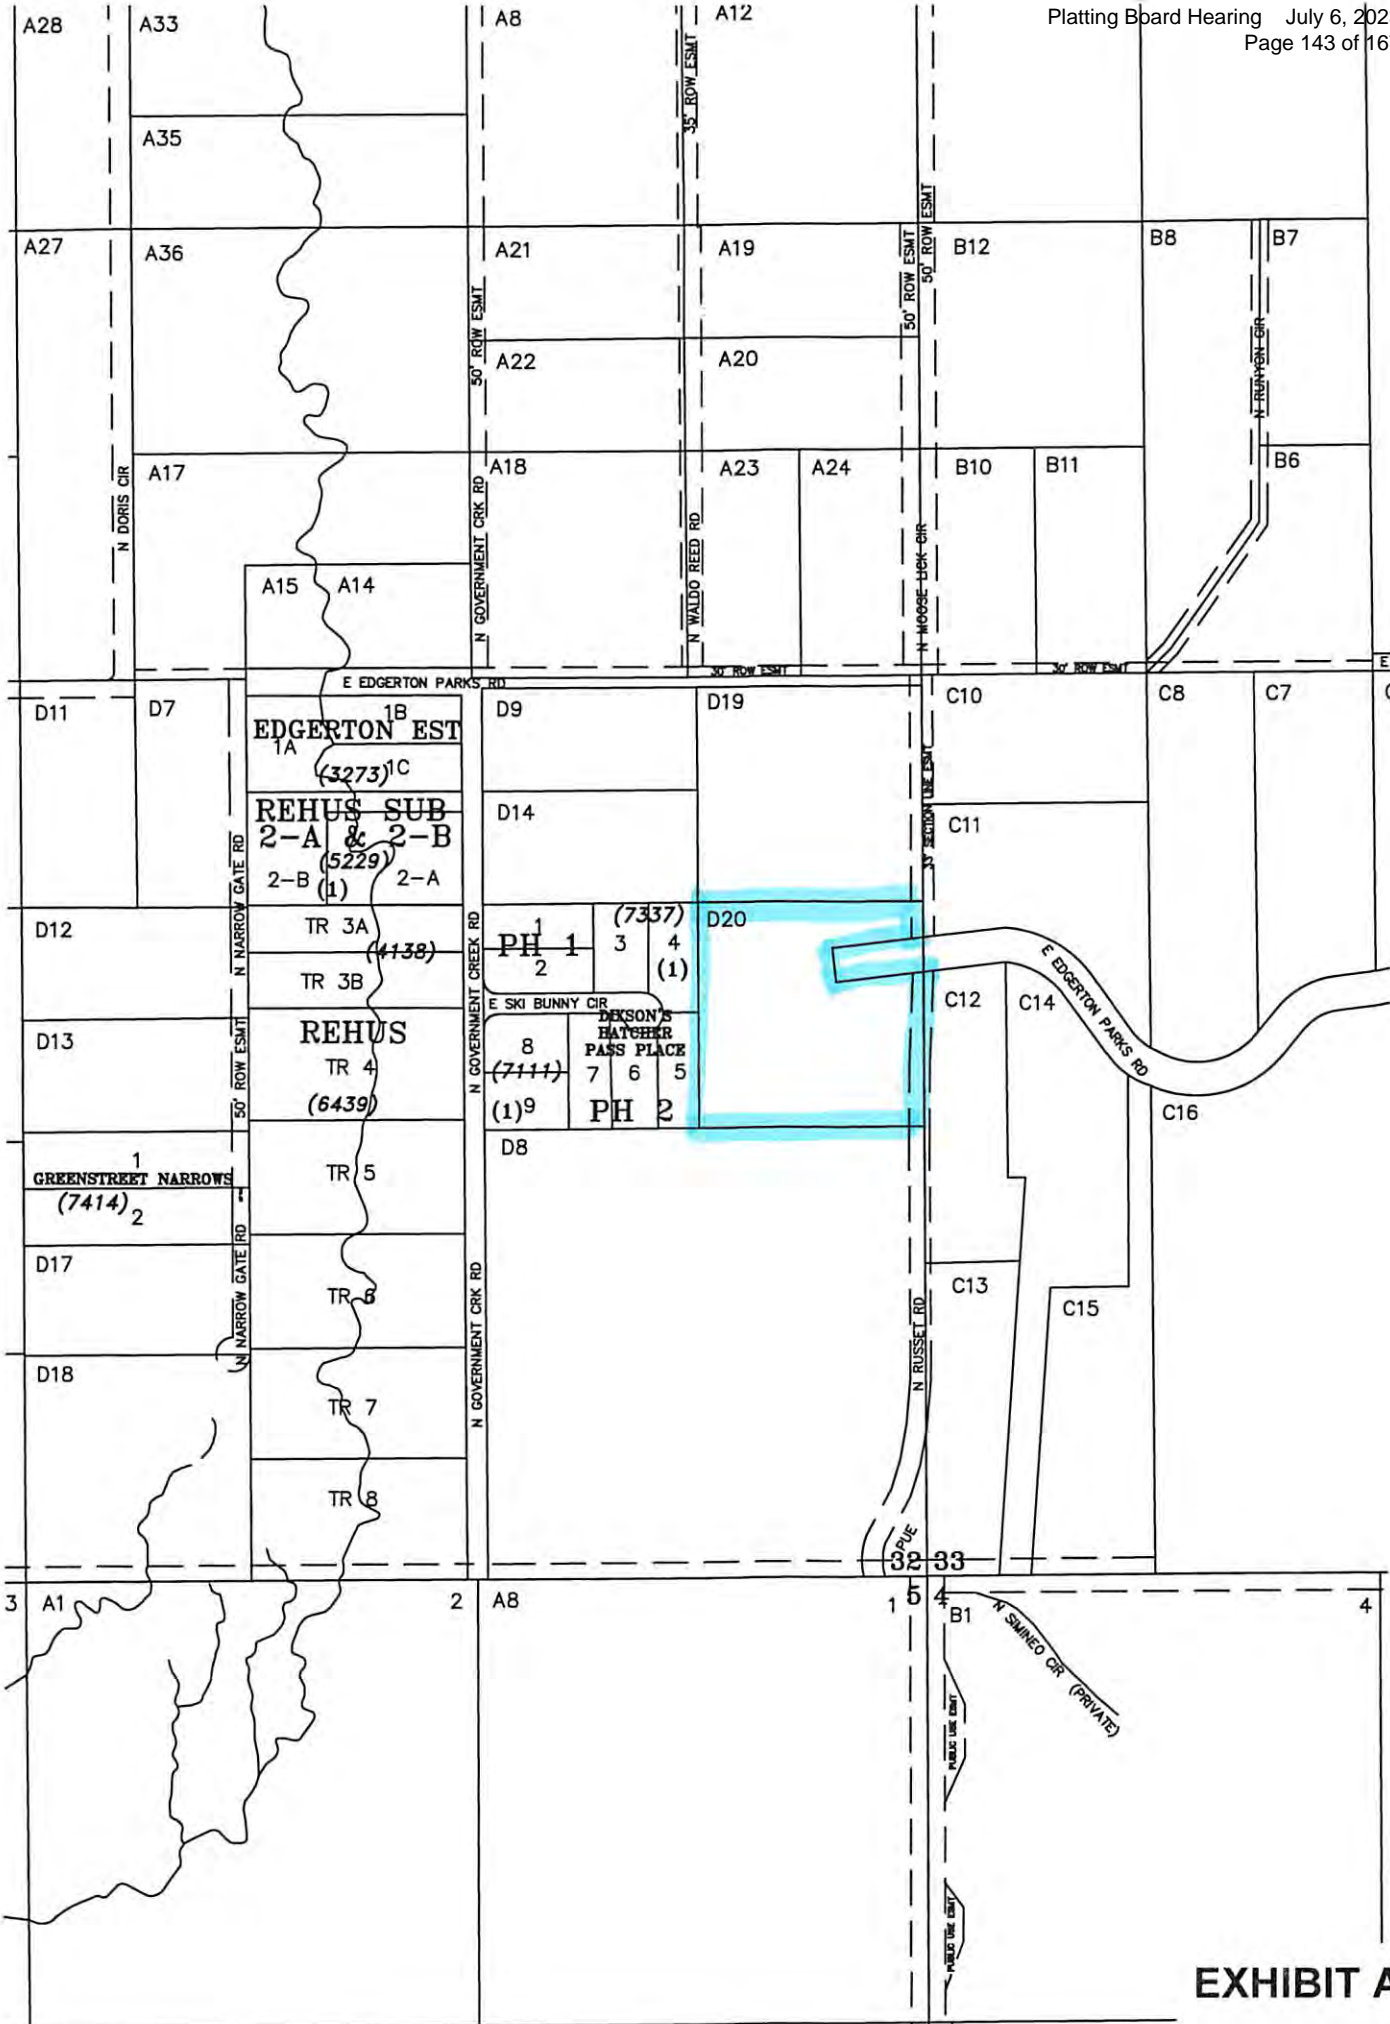 Platting Board Hearing July 6, 202
Page 143 of 16
A28
A33
A8
A12
35' ROW ESMT
A35
A27
A36
A21
A19
50' ROW ESMT
50' ROW ESMT
B12
B8
B7
50' ROW ESMT
A22
A20
N RUNYON CIR
A17
A18
A23
A24
B10
B11
B6
N DORIS CIR
N GOVERNMENT CRK RD
N WALDO REED RD
N MOOSE LICK CIR
A15
A14
30' ROW ESMT
30' ROW ESMT
E
E EDGERTON PARKS RD
D11
D7
1B
EDGERTON EST
1A
(3273)
1C
D9
D19
C10
C8
C7
33' SECTION LINE ESMT
REHUS SUB
2-A & 2-B
(5229)
2-B
(1)
2-A
D14
C11
N NARROW GATE RD
D12
TR 3A
(4138)
TR 3B
N GOVERNMENT CREEK RD
1
PH 1
2
3
(7337)
4
(1)
D20
E EDGERTON PARKS RD
E SKI BUNNY CIR
C12
C14
D13
50' ROW ESMT
REHUS
TR 4
(6439)
DIXSON'S
HATCHER
PASS PLACE
8
(7111)
7
6
5
(1)
9
PH 2
C16
D8
1
GREENSTREET NARROWS
(7414)
2
TR 5
D17
N NARROW GATE RD
TR 6
N GOVERNMENT CRK RD
N RUSSET RD
C13
C15
D18
TR 7
TR 8
PUE
32
33
3
A1
2
A8
1
5
4
B1
N SIMINEO CIR (PRIVATE)
4
PUBLIC USE ESMT
PUBLIC USE ESMT
EXHIBIT A